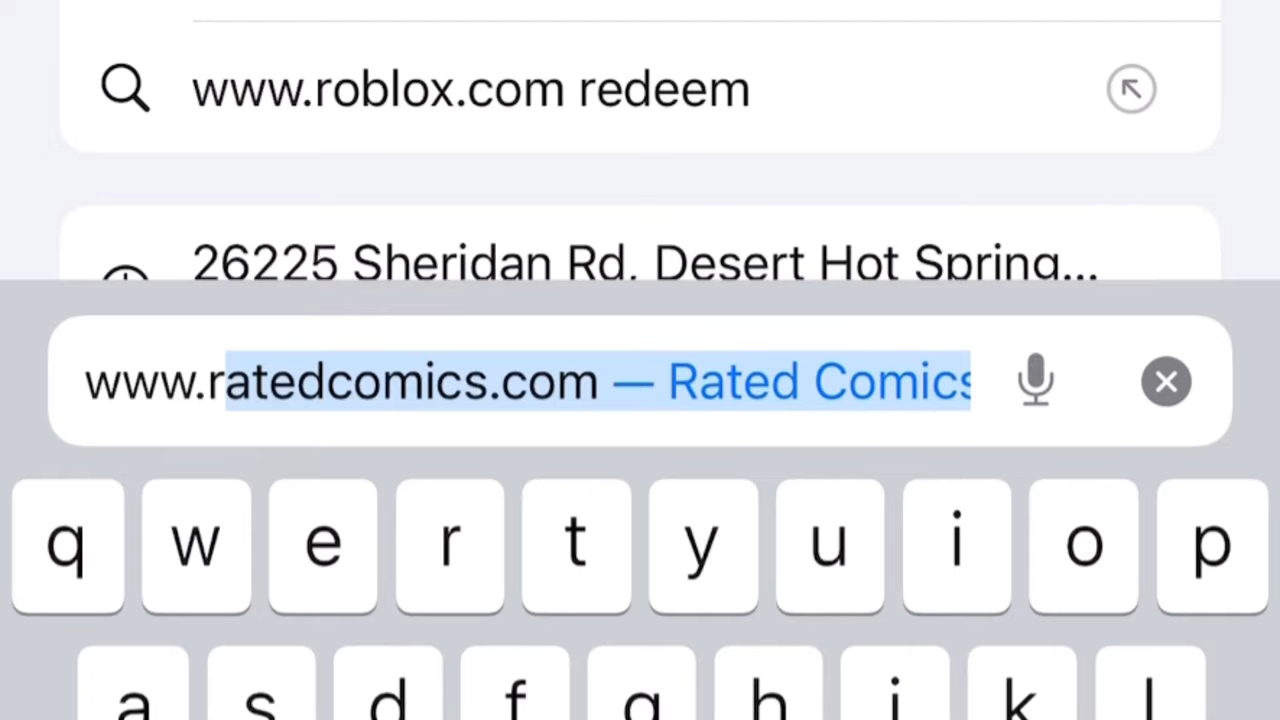 www.roblox.com redeem
26225 Sheridan Rd, Desert Hot Spring...
www.ratedcomics.com — Rated Comics
q w e r t y u i o p
a s d f g h j k l